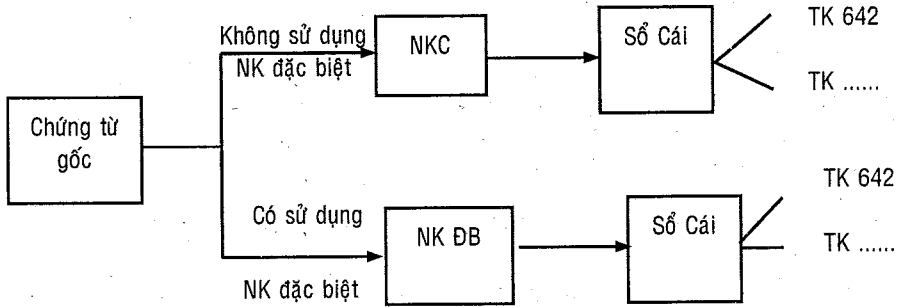 Không sử dụng
NK đặc biệt
NKC
Sổ Cái
TK 642
TK ......
Chứng từ
gốc
Có sử dụng
NK đặc biệt
NK ĐB
Sổ Cái
TK 642
TK ......